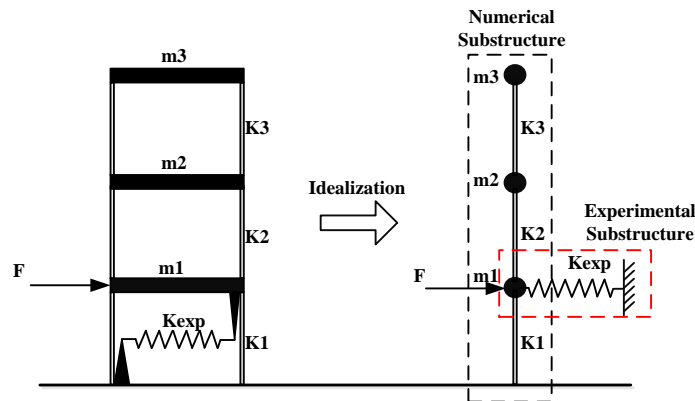 m3
K3
m2
K2
F
m1
Kexp
K1
Idealization
Numerical
Substructure
m3
K3
m2
K2
Experimental
Substructure
F
m1
Kexp
K1